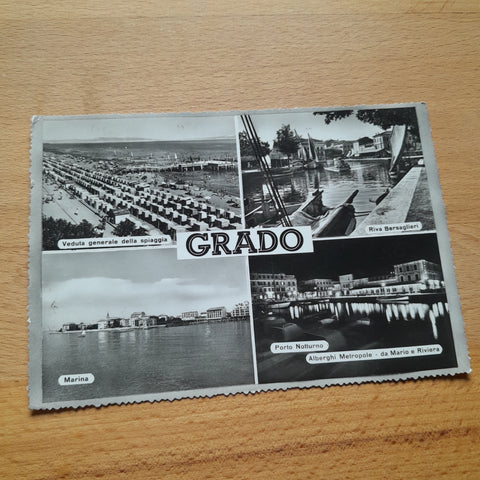 Veduta generale della spiaggia
Riva Bersaglieri
GRADO
Marina
Porto Notturno
Alberghi Metropole - da Mario e Riviera